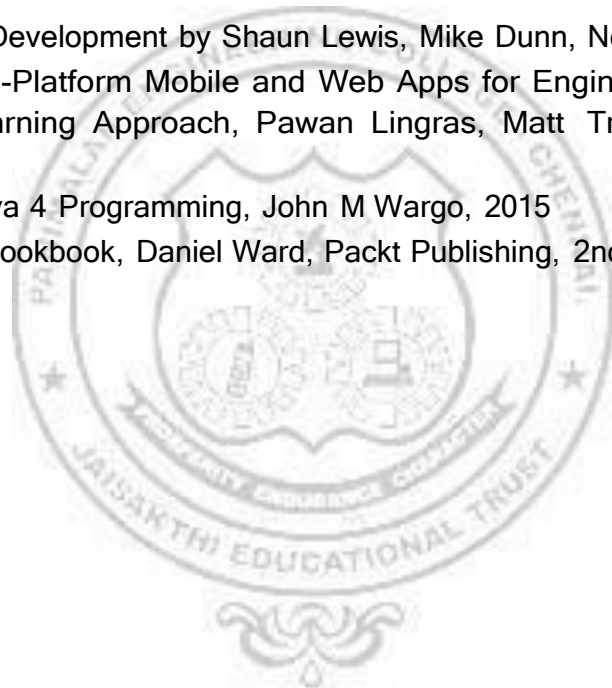 Development by Shaun Lewis, Mike Dunn,
-Platform Mobile and Web Apps for Engin
arning Approach, Pawan Lingras, Matt Tr
va 4 Programming, John M Wargo, 2015
ookbook, Daniel Ward, Packt Publishing, 2n
CHENNAI.
JAISAKTHI EDUCATIONAL TRUST